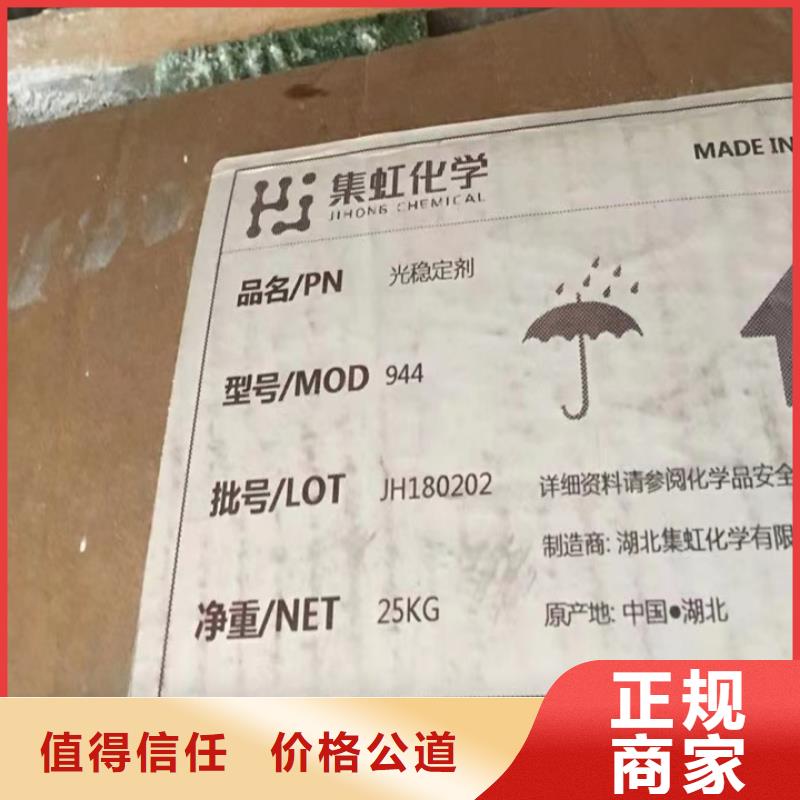 集虹化学
JIHONG CHEMICAL
MADE IN
品名/PN 光稳定剂
型号/MOD 944
批号/LOT JH180202
详细资料请参阅化学品安全
制造商: 湖北集虹化学有限
净重/NET 25KG
原产地: 中国●湖北
值得信任 价格公道
正规
商家